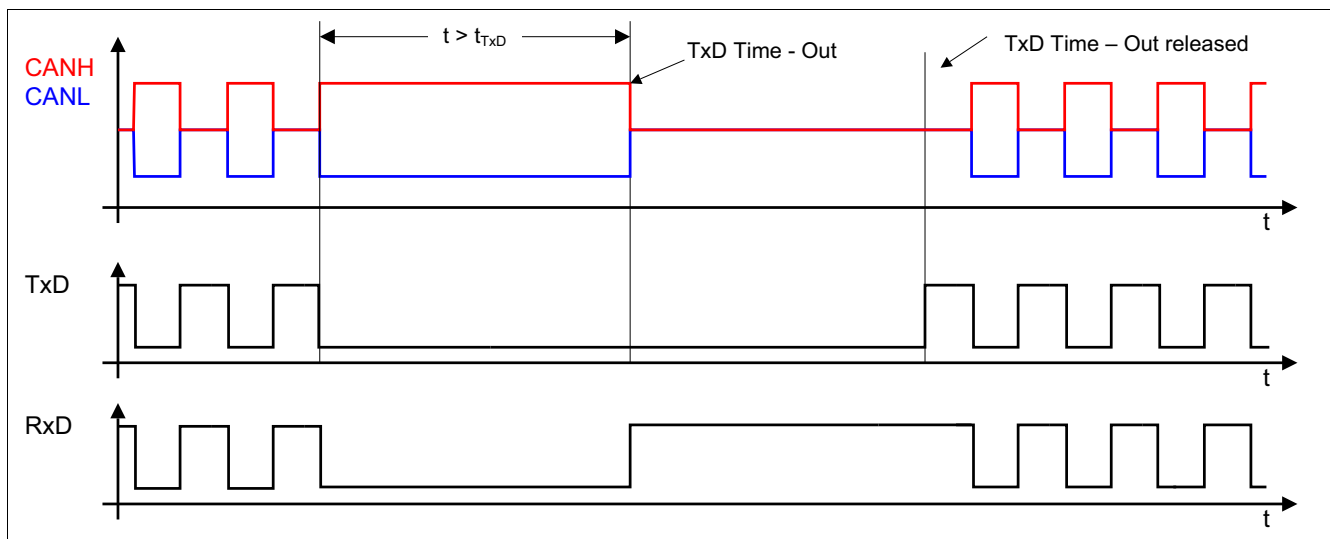 t > tTxD
TxD Time - Out
TxD Time – Out released
CANH
CANL
t
TxD
t
RxD
t